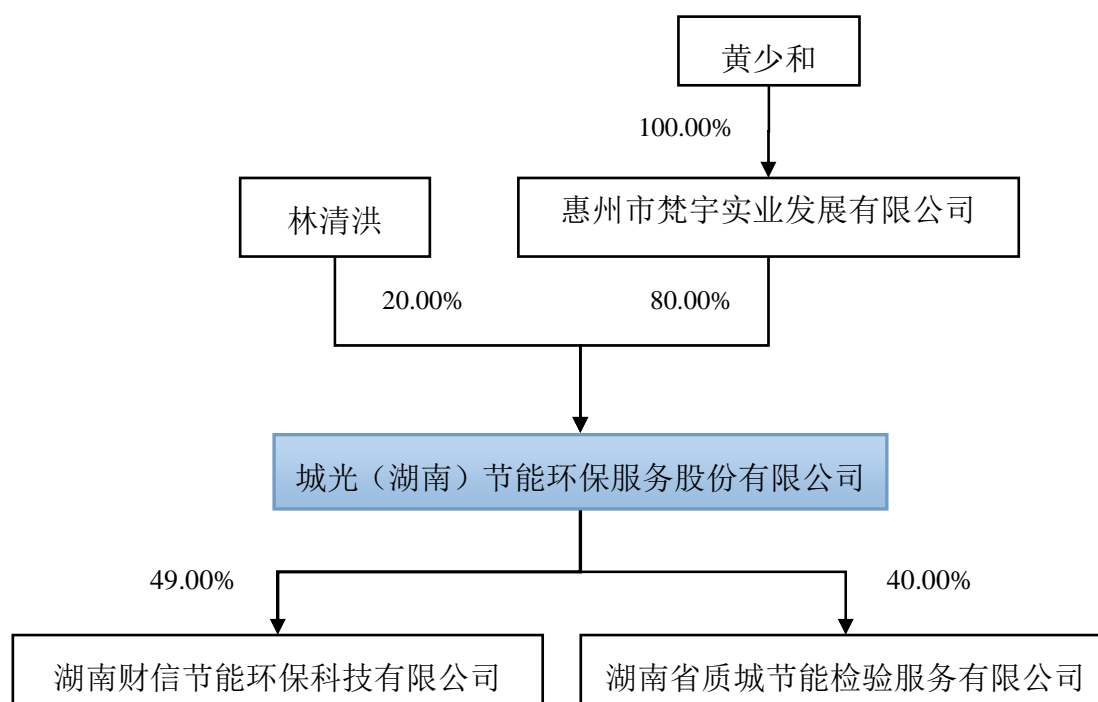 黄少和
100.00%
林清洪
惠州市梵宇实业发展有限公司
20.00%
80.00%
城光（湖南）节能环保服务股份有限公司
49.00%
40.00%
湖南财信节能环保科技有限公司
湖南省质城节能检验服务有限公司